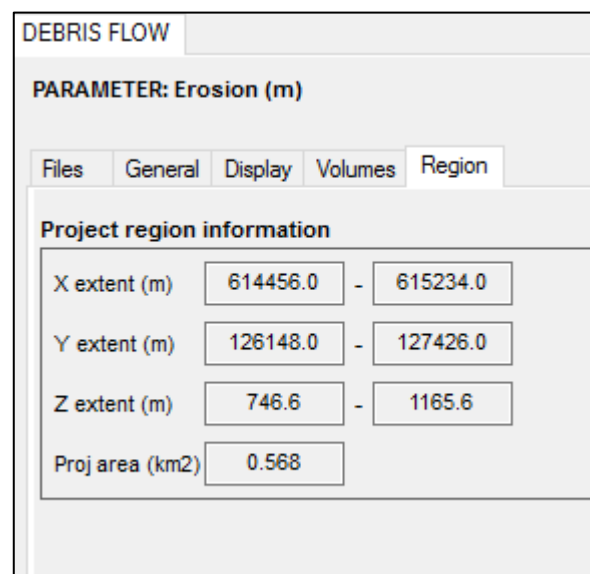 DEBRIS FLOW
PARAMETER: Erosion (m)
Files General Display Volumes Region
Project region information
X extent (m) 614456.0 - 615234.0
Y extent (m) 126148.0 - 127426.0
Z extent (m) 746.6 - 1165.6
Proj area (km2) 0.568